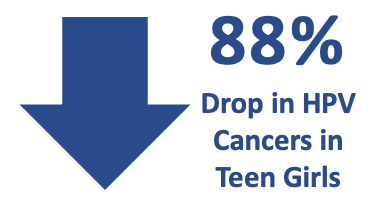 88%
Drop in HPV
Cancers in
Teen Girls